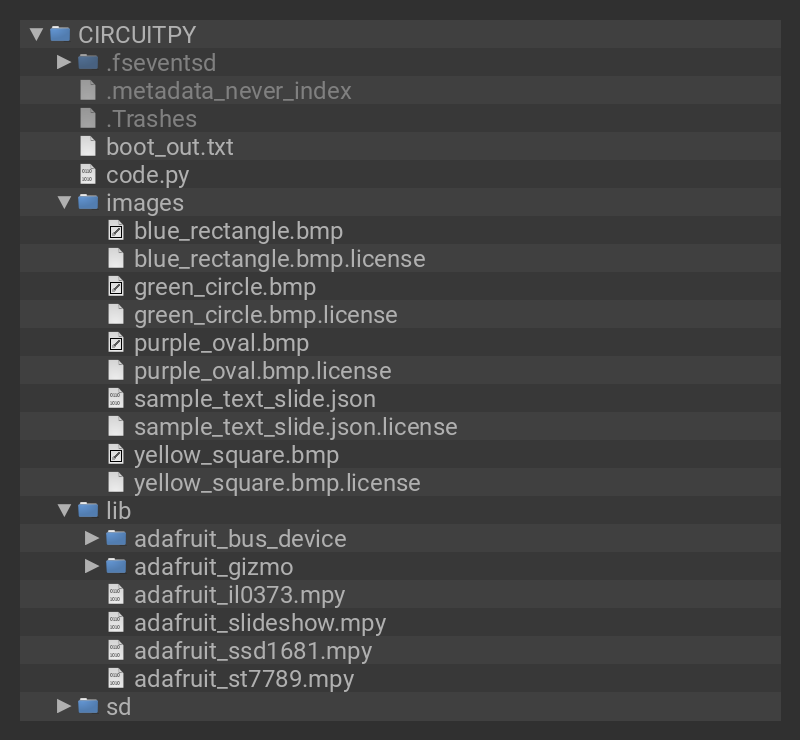 CIRCUITPY
.fseventsd
.metadata_never_index
.Trashes
boot_out.txt
code.py
images
blue_rectangle.bmp
blue_rectangle.bmp.license
green_circle.bmp
green_circle.bmp.license
purple_oval.bmp
purple_oval.bmp.license
sample_text_slide.json
sample_text_slide.json.license
yellow_square.bmp
yellow_square.bmp.license
lib
adafruit_bus_device
adafruit_gizmo
adafruit_il0373.mpy
adafruit_slideshow.mpy
adafruit_ssd1681.mpy
adafruit_st7789.mpy
sd